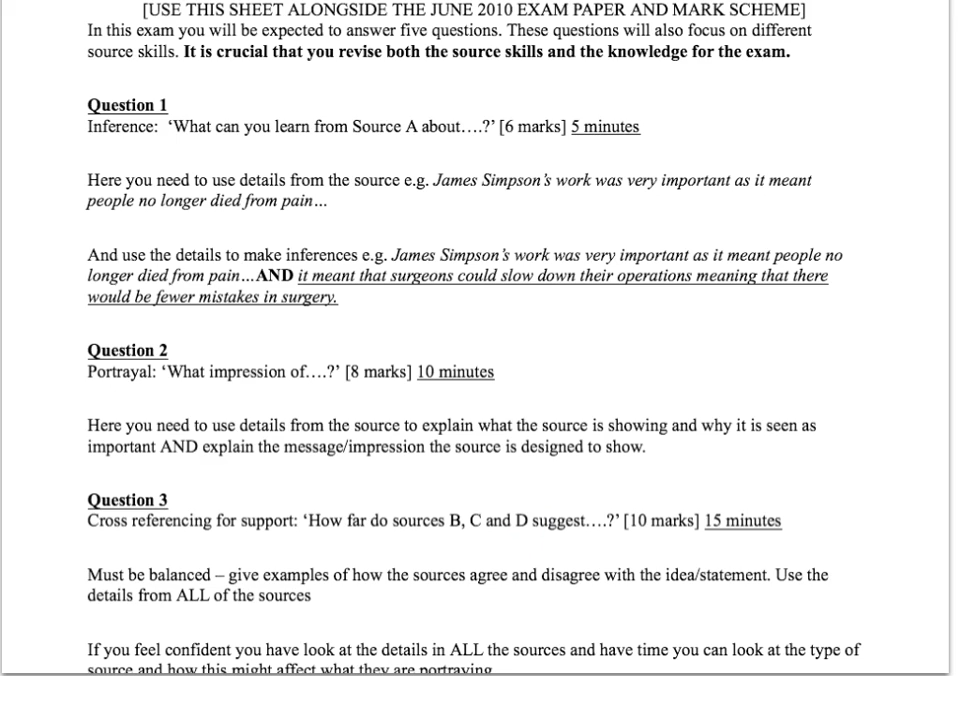 [USE THIS SHEET ALONGSIDE THE JUNE 2010 EXAM PAPER AND MARK SCHEME]
In this exam you will be expected to answer five questions. These questions will also focus on different
source skills. It is crucial that you revise both the source skills and the knowledge for the exam.
Question 1
Inference:  ‘What can you learn from Source A about….?’ [6 marks] 5 minutes
Here you need to use details from the source e.g. James Simpson’s work was very important as it meant
people no longer died from pain…
And use the details to make inferences e.g. James Simpson’s work was very important as it meant people no
longer died from pain…AND it meant that surgeons could slow down their operations meaning that there
would be fewer mistakes in surgery.
Question 2
Portrayal: ‘What impression of….?’ [8 marks] 10 minutes
Here you need to use details from the source to explain what the source is showing and why it is seen as
important AND explain the message/impression the source is designed to show.
Question 3
Cross referencing for support: ‘How far do sources B, C and D suggest….?’ [10 marks] 15 minutes
Must be balanced – give examples of how the sources agree and disagree with the idea/statement. Use the
details from ALL of the sources
If you feel confident you have look at the details in ALL the sources and have time you can look at the type of
source and how this might affect what they are portraying